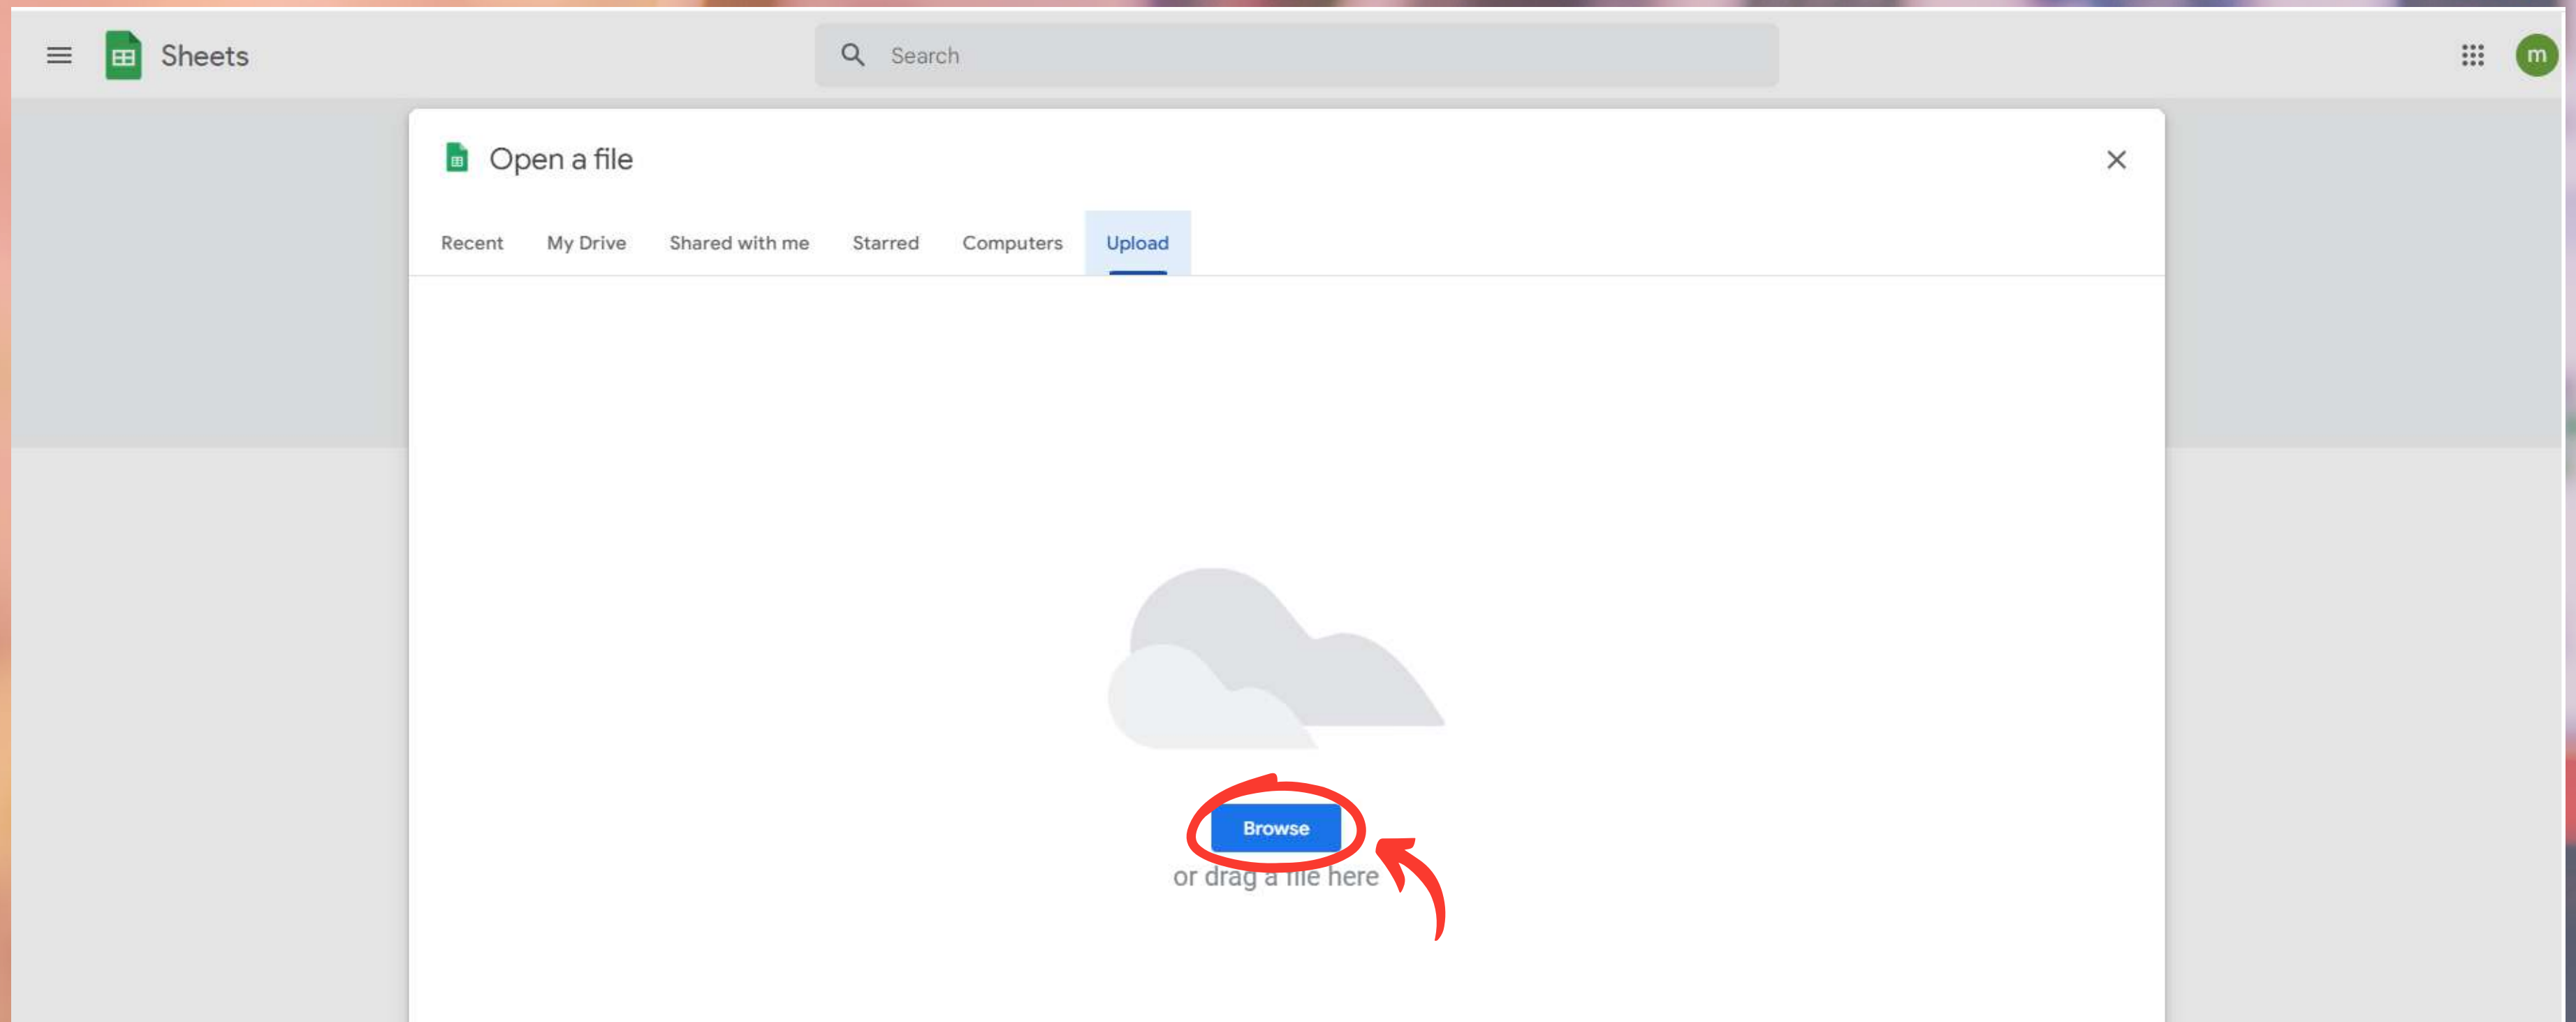 Sheets
Search
m
Open a file
Recent My Drive Shared with me Starred Computers Upload
Browse
or drag a file here